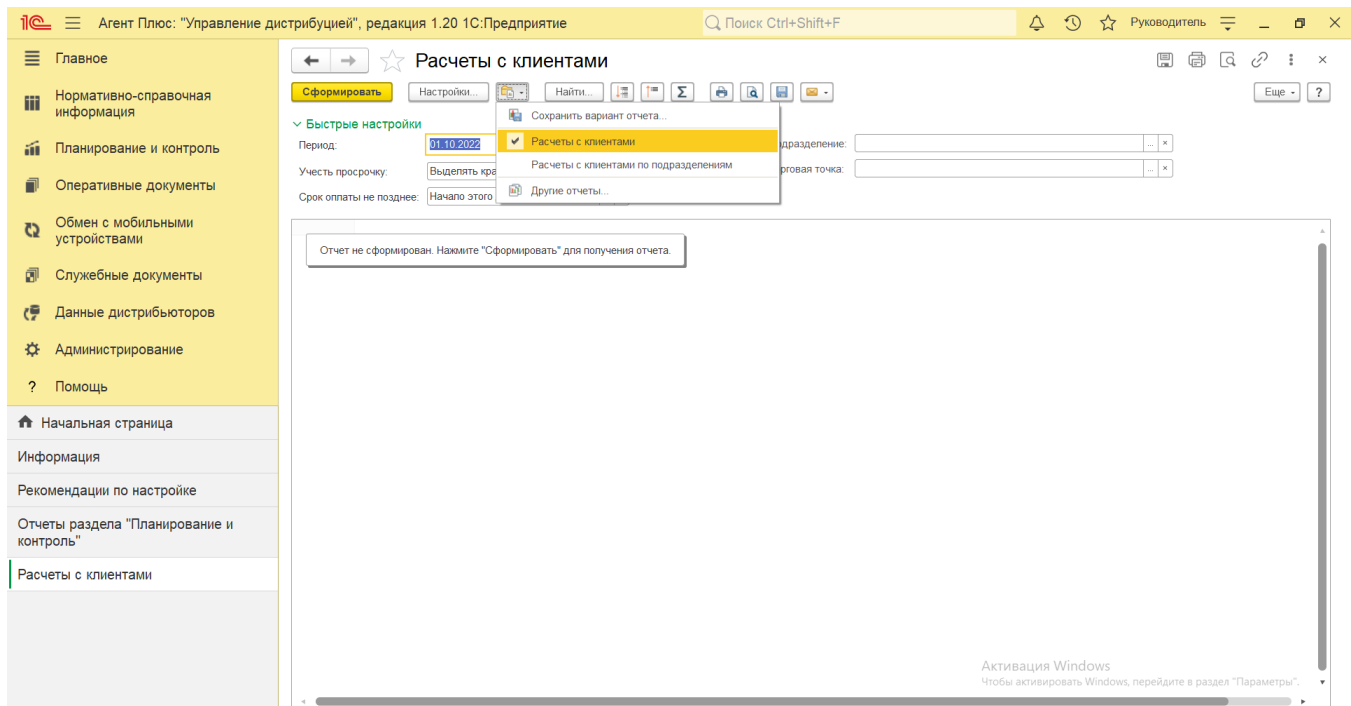 1С Агент Плюс: "Управление дистрибуцией", редакция 1.20 1С:Предприятие
Поиск Ctrl+Shift+F
Руководитель
Главное
Нормативно-справочная
информация
Планирование и контроль
Оперативные документы
Обмен с мобильными
устройствами
Служебные документы
Данные дистрибьюторов
Администрирование
? Помощь
Начальная страница
Информация
Рекомендации по настройке
Отчеты раздела "Планирование и
контроль"
Расчеты с клиентами
Расчеты с клиентами
Сформировать Настройки... Найти... Σ Еще ?
Быстрые настройки
Период: 01.10.2022
Учесть просрочку: Выделять кра
Срок оплаты не позднее: Начало этого
Сохранить вариант отчета...
Расчеты с клиентами
Расчеты с клиентами по подразделениям
Другие отчеты...
дразделение: ... ×
рговая точка: ... ×
Отчет не сформирован. Нажмите "Сформировать" для получения отчета.
Активация Windows
Чтобы активировать Windows, перейдите в раздел "Параметры".